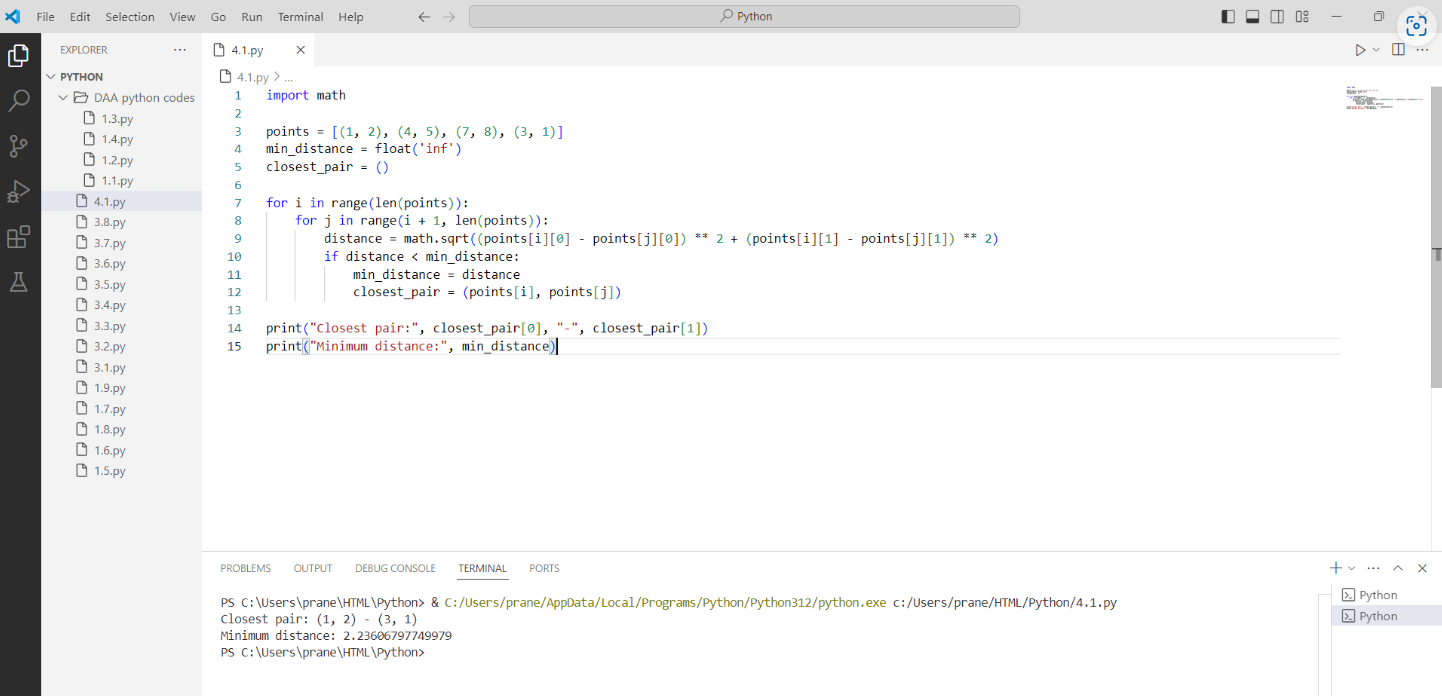 File Edit Selection View Go Run Terminal Help
Python
EXPLORER
PYTHON
DAA python codes
1.3.py
1.4.py
1.2.py
1.1.py
4.1.py
3.8.py
3.7.py
3.6.py
3.5.py
3.4.py
3.3.py
3.2.py
3.1.py
1.9.py
1.7.py
1.8.py
1.6.py
1.5.py
4.1.py
4.1.py > ...
1 import math
2
3 points = [(1, 2), (4, 5), (7, 8), (3, 1)]
4 min_distance = float('inf')
5 closest_pair = ()
6
7 for i in range(len(points)):
8     for j in range(i + 1, len(points)):
9         distance = math.sqrt((points[i][0] - points[j][0]) ** 2 + (points[i][1] - points[j][1]) ** 2)
10         if distance < min_distance:
11             min_distance = distance
12             closest_pair = (points[i], points[j])
13
14 print("Closest pair:", closest_pair[0], "-", closest_pair[1])
15 print("Minimum distance:", min_distance)
PROBLEMS OUTPUT DEBUG CONSOLE TERMINAL PORTS
PS C:\Users\prane\HTML\Python> & C:/Users/prane/AppData/Local/Programs/Python/Python312/python.exe c:/Users/prane/HTML/Python/4.1.py
Closest pair: (1, 2) - (3, 1)
Minimum distance: 2.23606797749979
PS C:\Users\prane\HTML\Python>
Python
Python